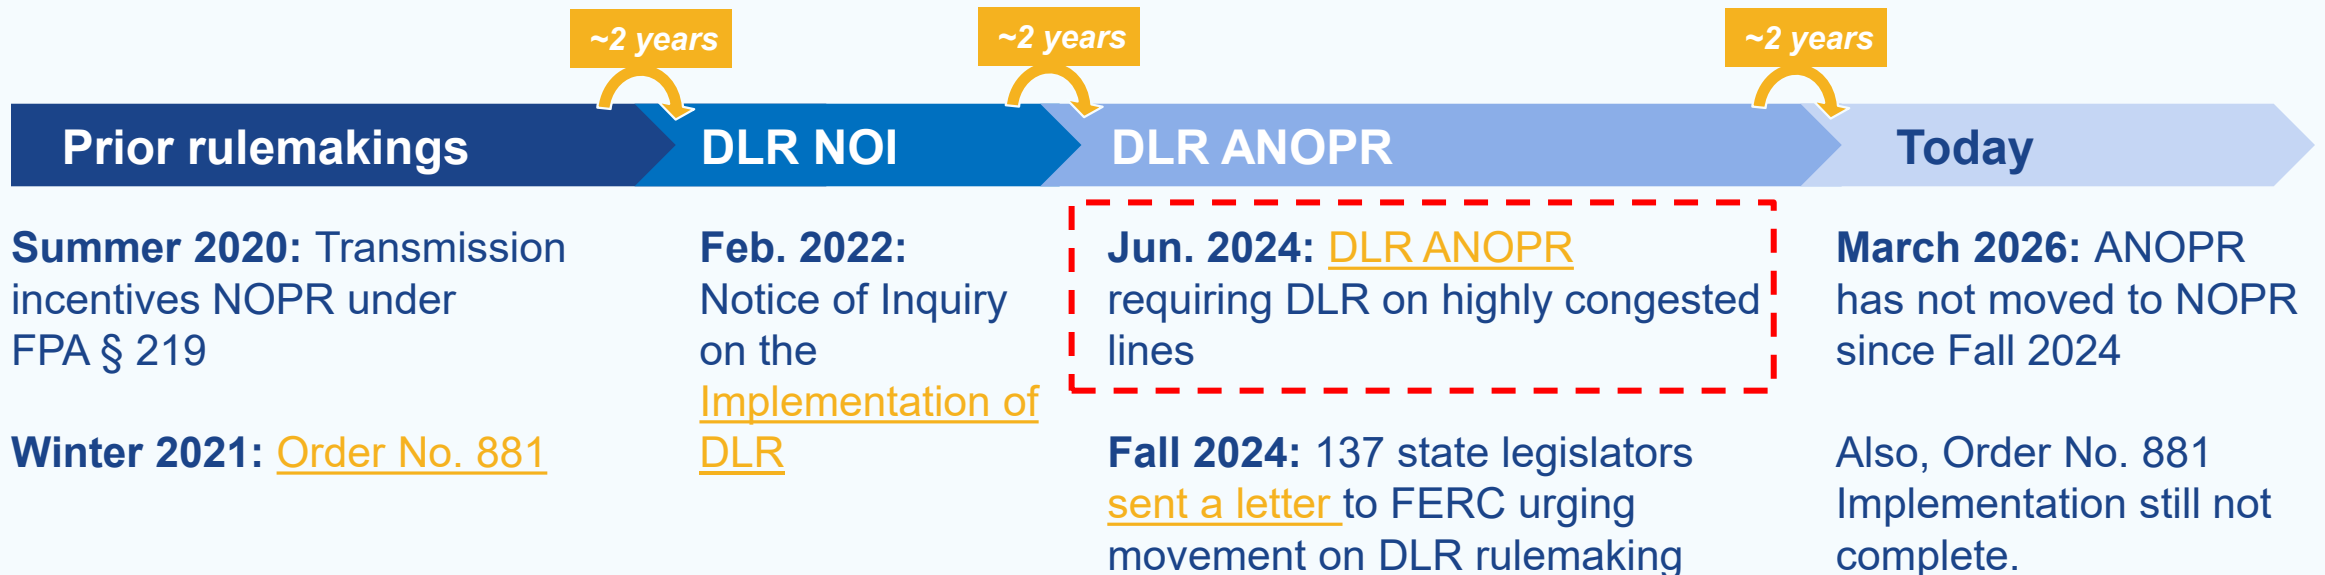 ~2 years
~2 years
~2 years
Prior rulemakings
DLR NOI
DLR ANOPR
Today
Summer 2020: Transmission
incentives NOPR under
FPA § 219
Winter 2021: Order No. 881
Feb. 2022:
Notice of Inquiry
on the
Implementation of
DLR
Jun. 2024: DLR ANOPR
requiring DLR on highly congested
lines
Fall 2024: 137 state legislators
sent a letter to FERC urging
movement on DLR rulemaking
March 2026: ANOPR
has not moved to NOPR
since Fall 2024
Also, Order No. 881
Implementation still not
complete.